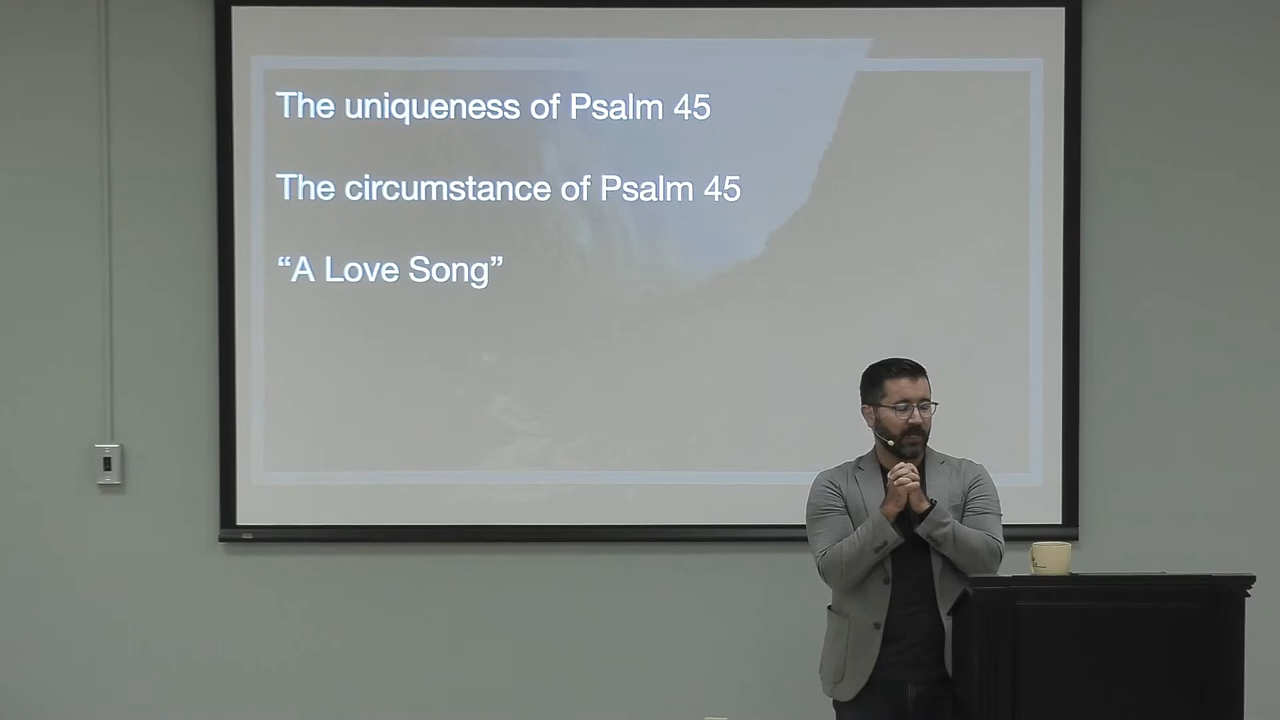 The uniqueness of Psalm 45
The circumstance of Psalm 45
“A Love Song”